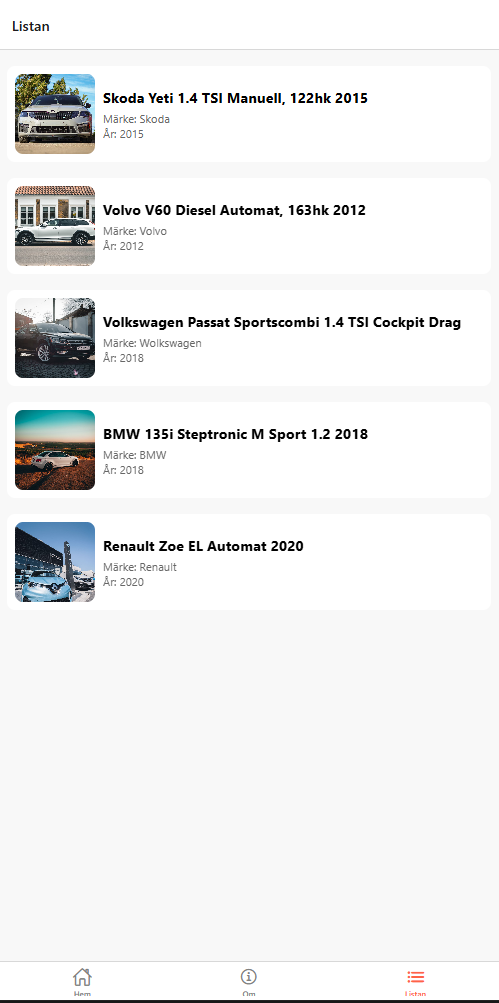 Listan
Skoda Yeti 1.4 TSI Manuell, 122hk 2015
Märke: Skoda
År: 2015
Volvo V60 Diesel Automat, 163hk 2012
Märke: Volvo
År: 2012
Volkswagen Passat Sportscombi 1.4 TSI Cockpit Drag
Märke: Wolkswagen
År: 2018
BMW 135i Steptronic M Sport 1.2 2018
Märke: BMW
År: 2018
Renault Zoe EL Automat 2020
Märke: Renault
År: 2020
Hem
Om
Listan